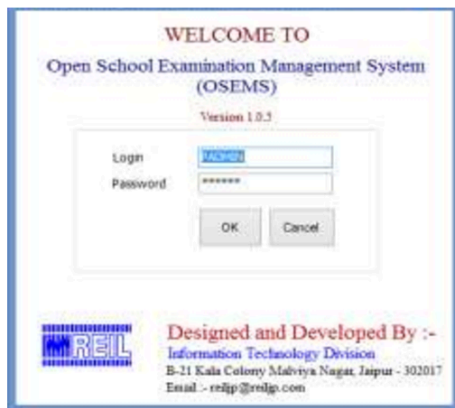 WELCOME TO
Open School Examination Management System
(OSEMS)
Version 1.0.5
Login
Password ******
OK Cancel
REIL
Designed and Developed By :-
Information Technology Division
B-21 Kala Colony Malviya Nagar, Jaipur - 302017
Email :- reiljp@reiljp.com